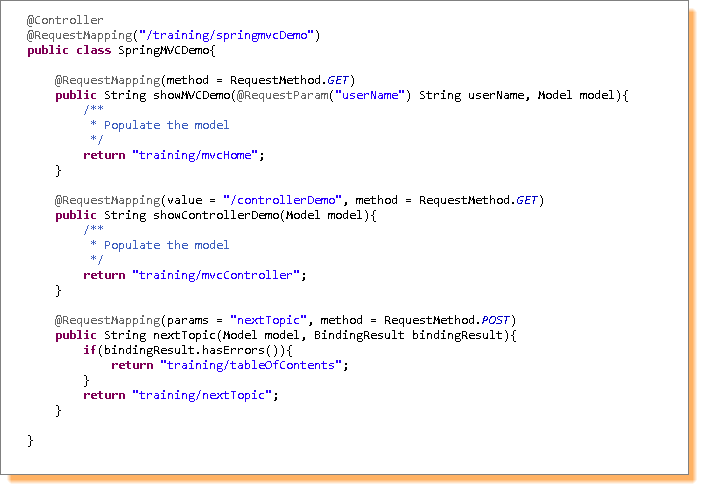 @Controller
@RequestMapping("/training/springmvcDemo")
public class SpringMVCDemo{
@RequestMapping(method = RequestMethod.GET)
public String showMVCDemo(@RequestParam("userName") String userName, Model model){
/**
* Populate the model
*/
return "training/mvcHome";
}
@RequestMapping(value = "/controllerDemo", method = RequestMethod.GET)
public String showControllerDemo(Model model){
/**
* Populate the model
*/
return "training/mvcController";
}
@RequestMapping(params = "nextTopic", method = RequestMethod.POST)
public String nextTopic(Model model, BindingResult bindingResult){
if(bindingResult.hasErrors()){
return "training/tableOfContents";
}
return "training/nextTopic";
}
}